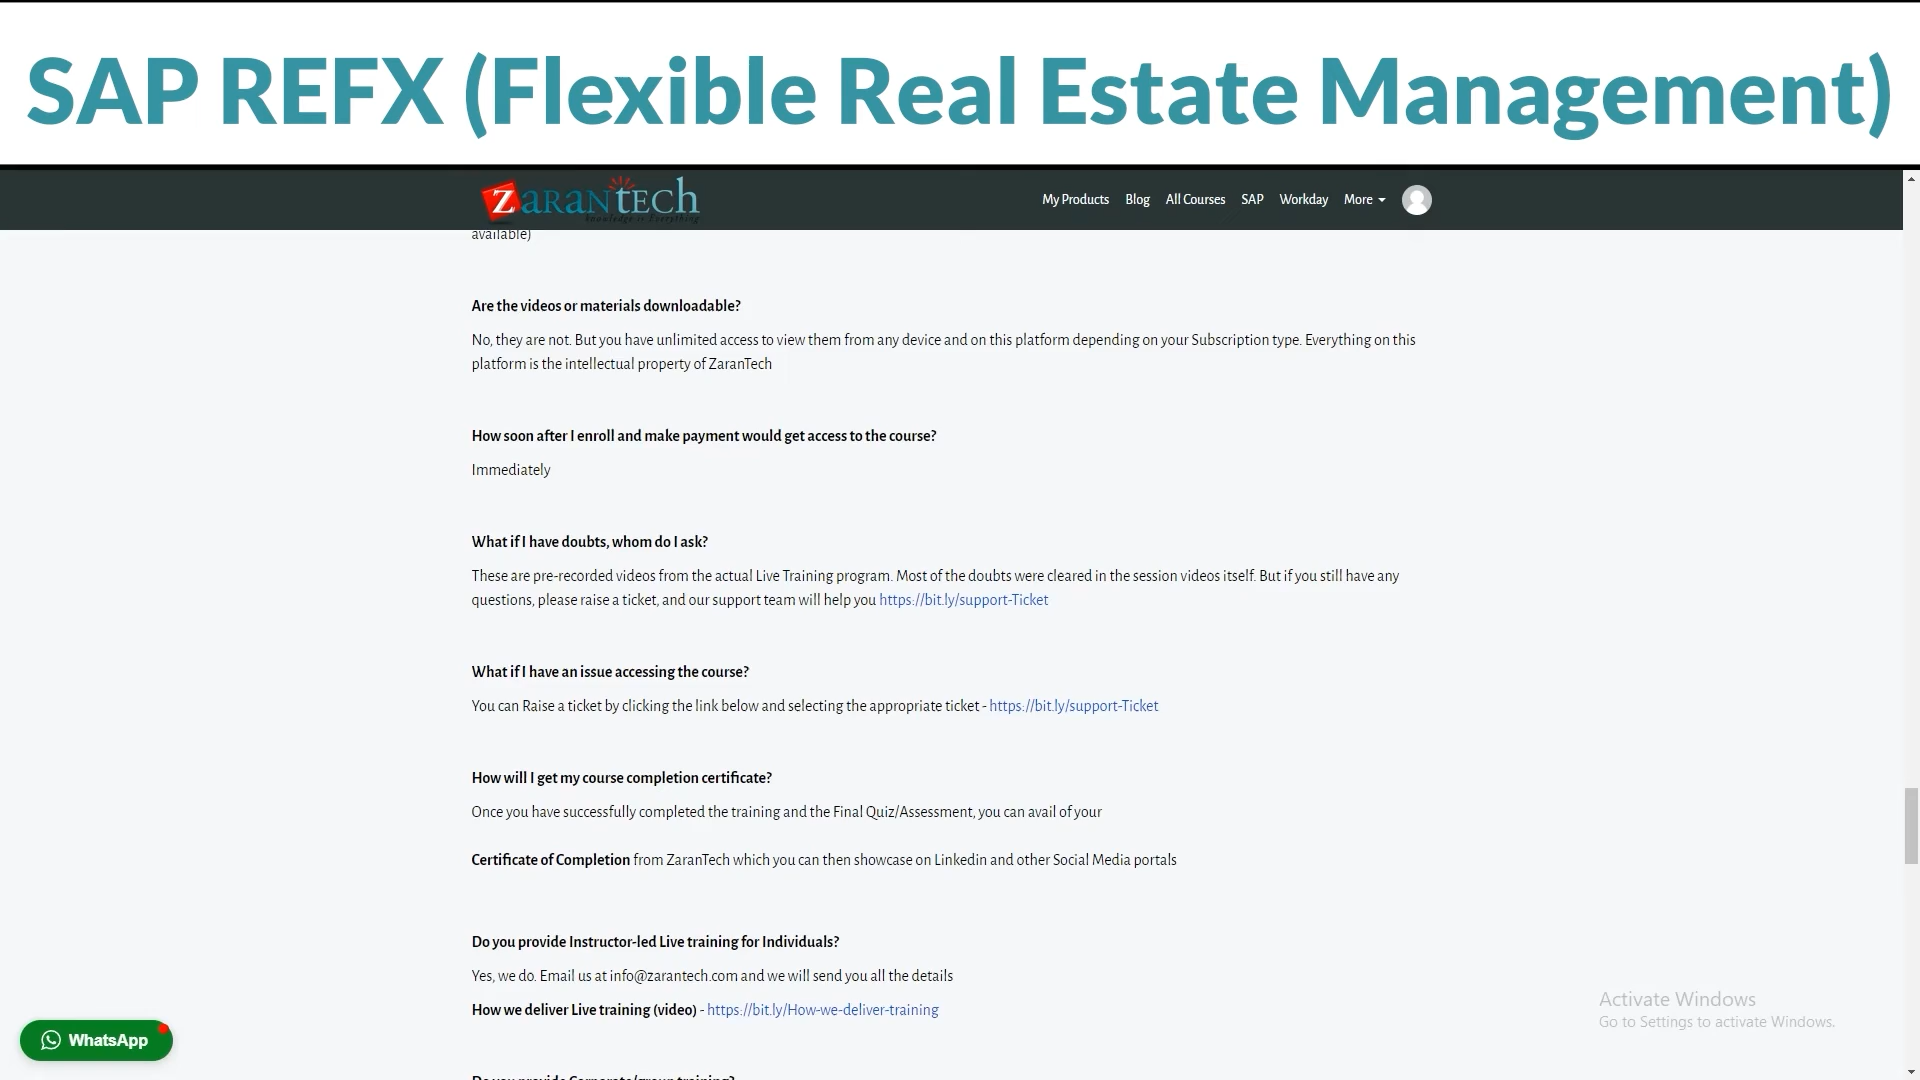 SAP REFX (Flexible Real Estate Management)
ZARANTECH
My Products Blog All Courses SAP Workday More
Knowledge is Everything
available)
Are the videos or materials downloadable?
No, they are not. But you have unlimited access to view them from any device and on this platform depending on your Subscription type. Everything on this
platform is the intellectual property of ZaranTech
How soon after I enroll and make payment would get access to the course?
Immediately
What if I have doubts, whom do I ask?
These are pre-recorded videos from the actual Live Training program. Most of the doubts were cleared in the session videos itself. But if you still have any
questions, please raise a ticket, and our support team will help you https://bit.ly/support-Ticket
What if I have an issue accessing the course?
You can Raise a ticket by clicking the link below and selecting the appropriate ticket - https://bit.ly/support-Ticket
How will I get my course completion certificate?
Once you have successfully completed the training and the Final Quiz/Assessment, you can avail of your
Certificate of Completion from ZaranTech which you can then showcase on Linkedin and other Social Media portals
Do you provide Instructor-led Live training for Individuals?
Yes, we do. Email us at info@zarantech.com and we will send you all the details
How we deliver Live training (video) - https://bit.ly/How-we-deliver-training
Activate Windows
Go to Settings to activate Windows.
WhatsApp
Do you provide Corporate/group training?